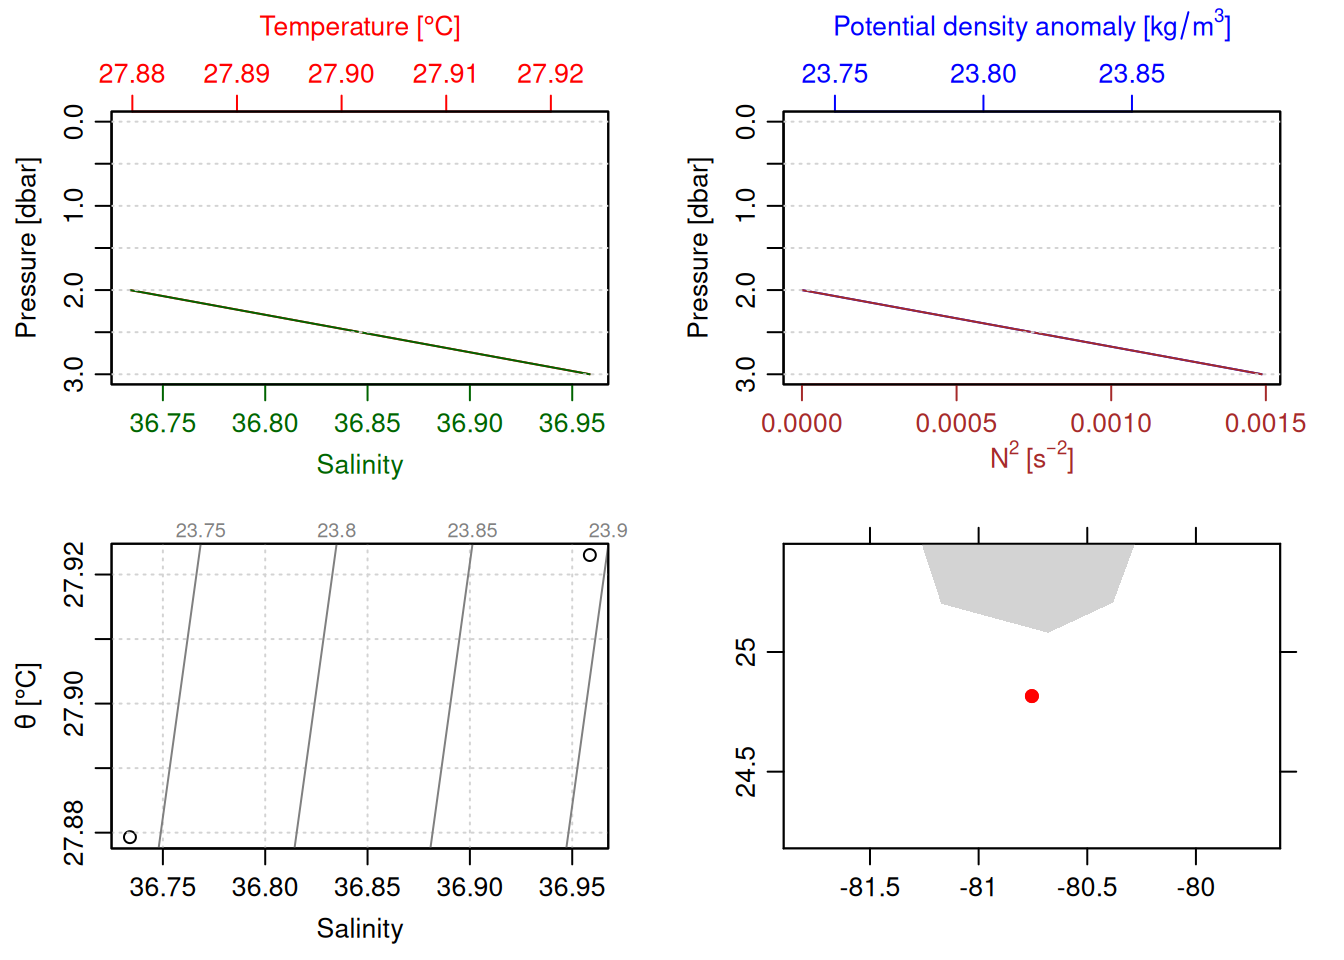 Temperature [°C]
27.88 27.89 27.90 27.91 27.92
Pressure [dbar]
0.0
1.0
2.0
3.0
36.75 36.80 36.85 36.90 36.95
Salinity
Potential density anomaly [kg/m³]
23.75 23.80 23.85
Pressure [dbar]
0.0
1.0
2.0
3.0
0.0000 0.0005 0.0010 0.0015
N² [s⁻²]
23.75 23.8 23.85 23.9
θ [°C]
27.92
27.90
27.88
36.75 36.80 36.85 36.90 36.95
Salinity
25
24.5
-81.5 -81 -80.5 -80